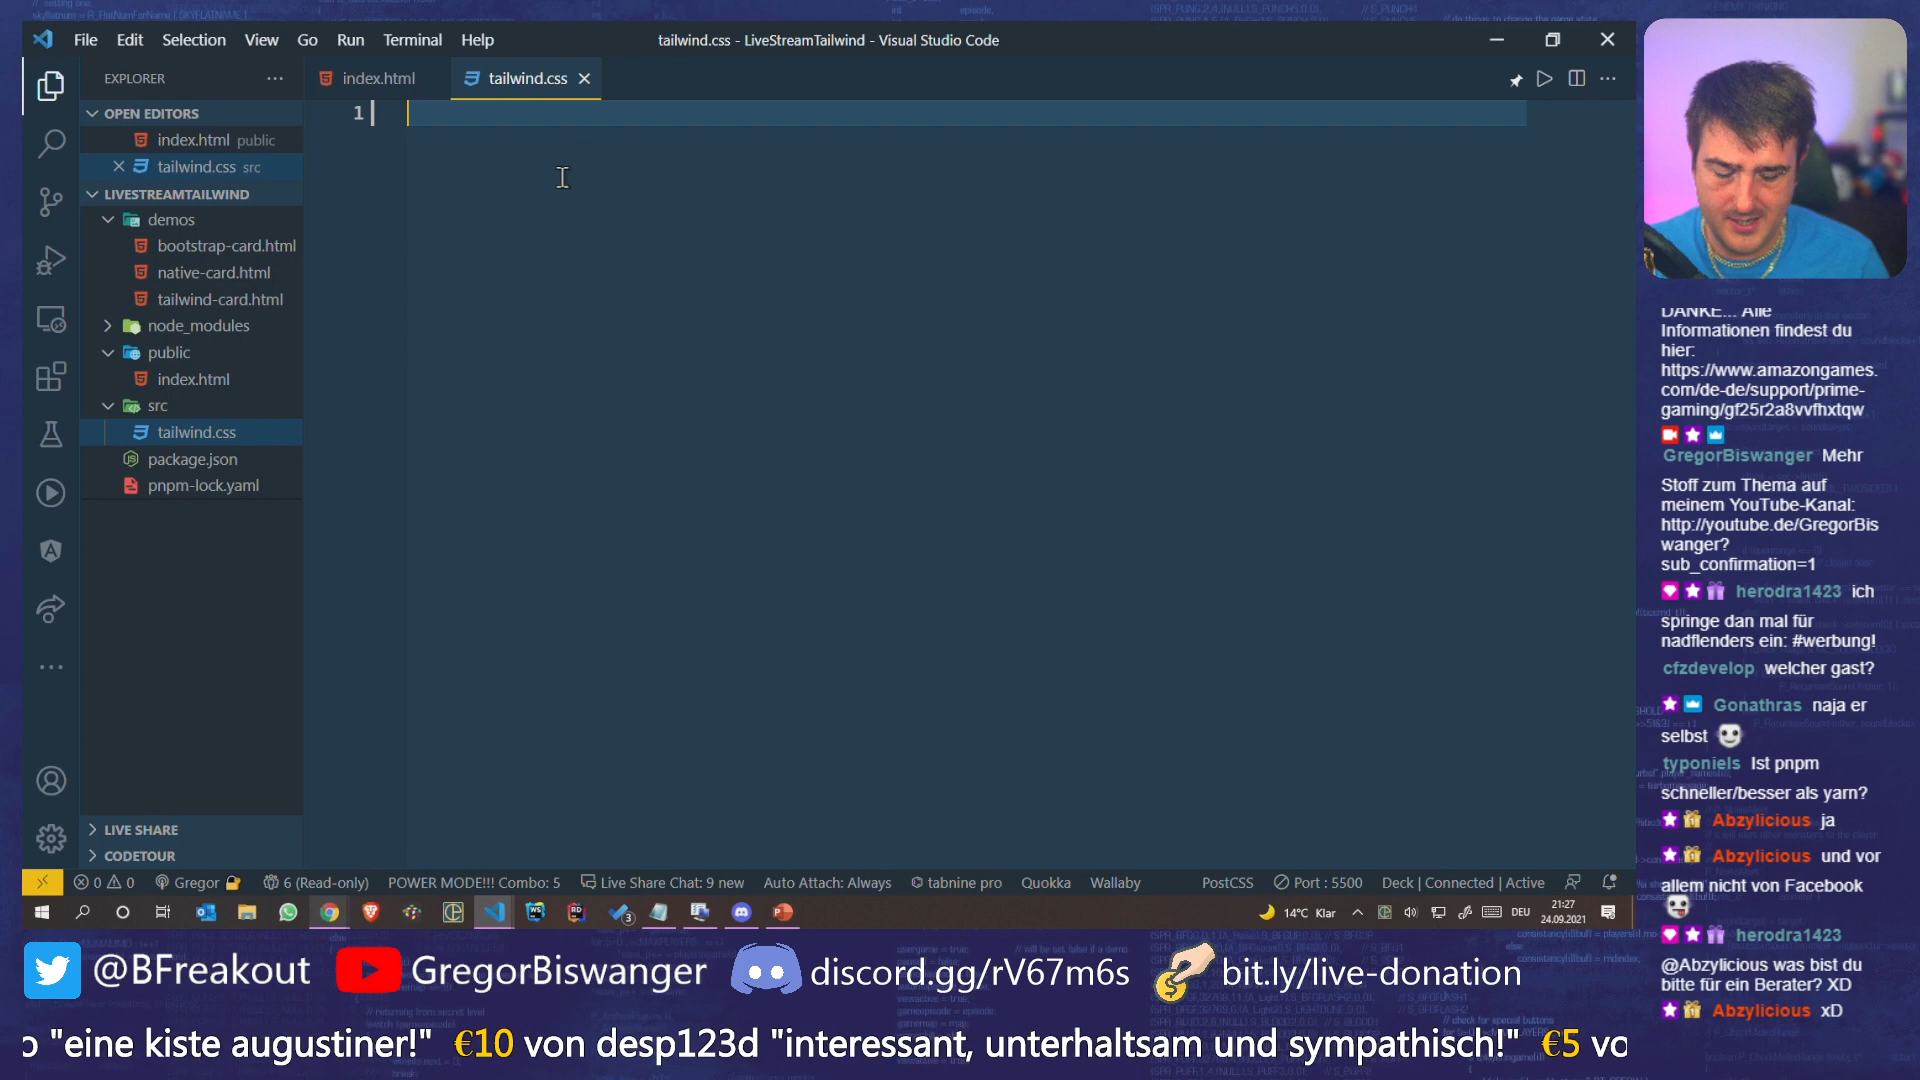 File Edit Selection View Go Run Terminal Help
tailwind.css - LiveStreamTailwind - Visual Studio Code
EXPLORER
index.html
tailwind.css
OPEN EDITORS
index.html public
tailwind.css src
LIVESTREAMTAILWIND
demos
bootstrap-card.html
native-card.html
tailwind-card.html
node_modules
public
index.html
src
tailwind.css
package.json
pnpm-lock.yaml
LIVE SHARE
CODETOUR
1
0 0 Gregor 6 (Read-only) POWER MODE!!! Combo: 5 Live Share Chat: 9 new Auto Attach: Always tabnine pro Quokka Wallaby PostCSS Port : 5500 Deck | Connected | Active
3 14°C Klar DEU 21:27
24.09.2021
DANKE... Alle
Informationen findest du
hier:
https://www.amazongames.
com/de-de/support/prime-
gaming/gf25r2a8vvfhxtqw
GregorBiswanger Mehr
Stoff zum Thema auf
meinem YouTube-Kanal:
http://youtube.de/GregorBis
wanger?
sub_confirmation=1
herodra1423 ich
springe dan mal für
nadflenders ein: #werbung!
cfzdevelop welcher gast?
Gonathras naja er
selbst
typoniels Ist pnpm
schneller/besser als yarn?
Abzylicious ja
Abzylicious und vor
allem nicht von Facebook
herodra1423
@Abzylicious was bist du
bitte für ein Berater? XD
Abzylicious xD
@BFreakout GregorBiswanger discord.gg/rV67m6s bit.ly/live-donation
o "eine kiste augustiner!" €10 von desp123d "interessant, unterhaltsam und sympathisch!" €5 vo